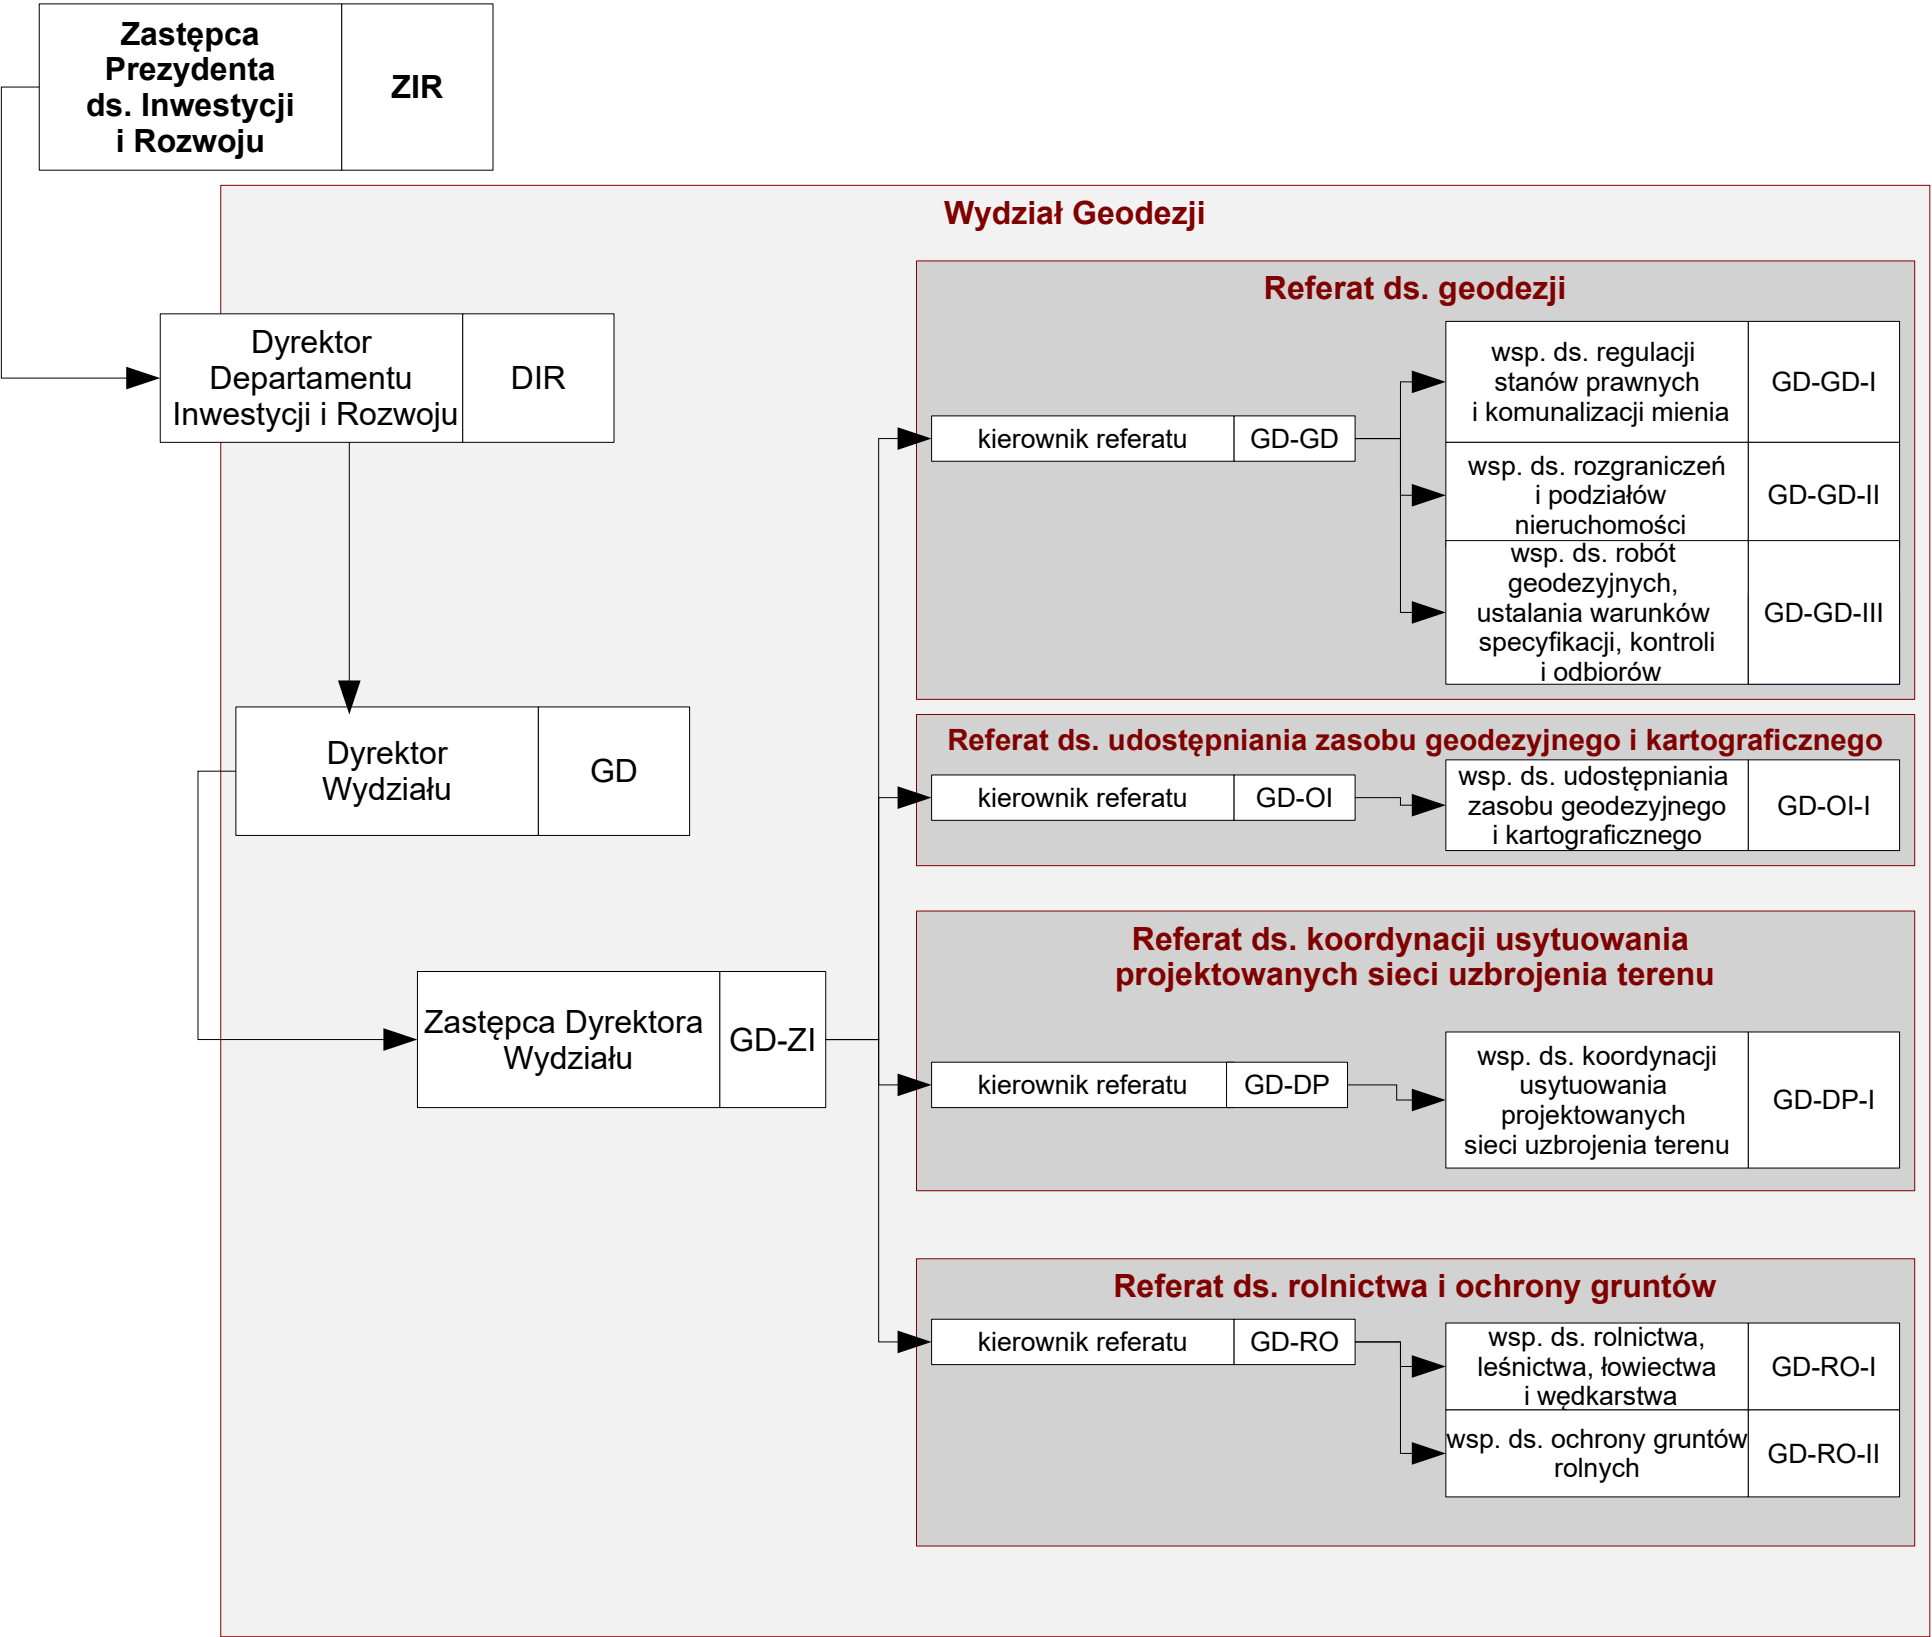 Zastępca
Prezydenta
ds. Inwestycji
i Rozwoju
ZIR
Wydział Geodezji
Dyrektor
Departamentu
Inwestycji i Rozwoju
DIR
Dyrektor
Wydziału
GD
Zastępca Dyrektora
Wydziału
GD-ZI
Referat ds. geodezji
kierownik referatu
GD-GD
wsp. ds. regulacji
stanów prawnych
i komunalizacji mienia
GD-GD-I
wsp. ds. rozgraniczeń
i podziałów
nieruchomości
GD-GD-II
wsp. ds. robót
geodezyjnych,
ustalania warunków
specyfikacji, kontroli
i odbiorów
GD-GD-III
Referat ds. udostępniania zasobu geodezyjnego i kartograficznego
kierownik referatu
GD-OI
wsp. ds. udostępniania
zasobu geodezyjnego
i kartograficznego
GD-OI-I
Referat ds. koordynacji usytuowania
projektowanych sieci uzbrojenia terenu
kierownik referatu
GD-DP
wsp. ds. koordynacji
usytuowania
projektowanych
sieci uzbrojenia terenu
GD-DP-I
Referat ds. rolnictwa i ochrony gruntów
kierownik referatu
GD-RO
wsp. ds. rolnictwa,
leśnictwa, łowiectwa
i wędkarstwa
GD-RO-I
wsp. ds. ochrony gruntów
rolnych
GD-RO-II